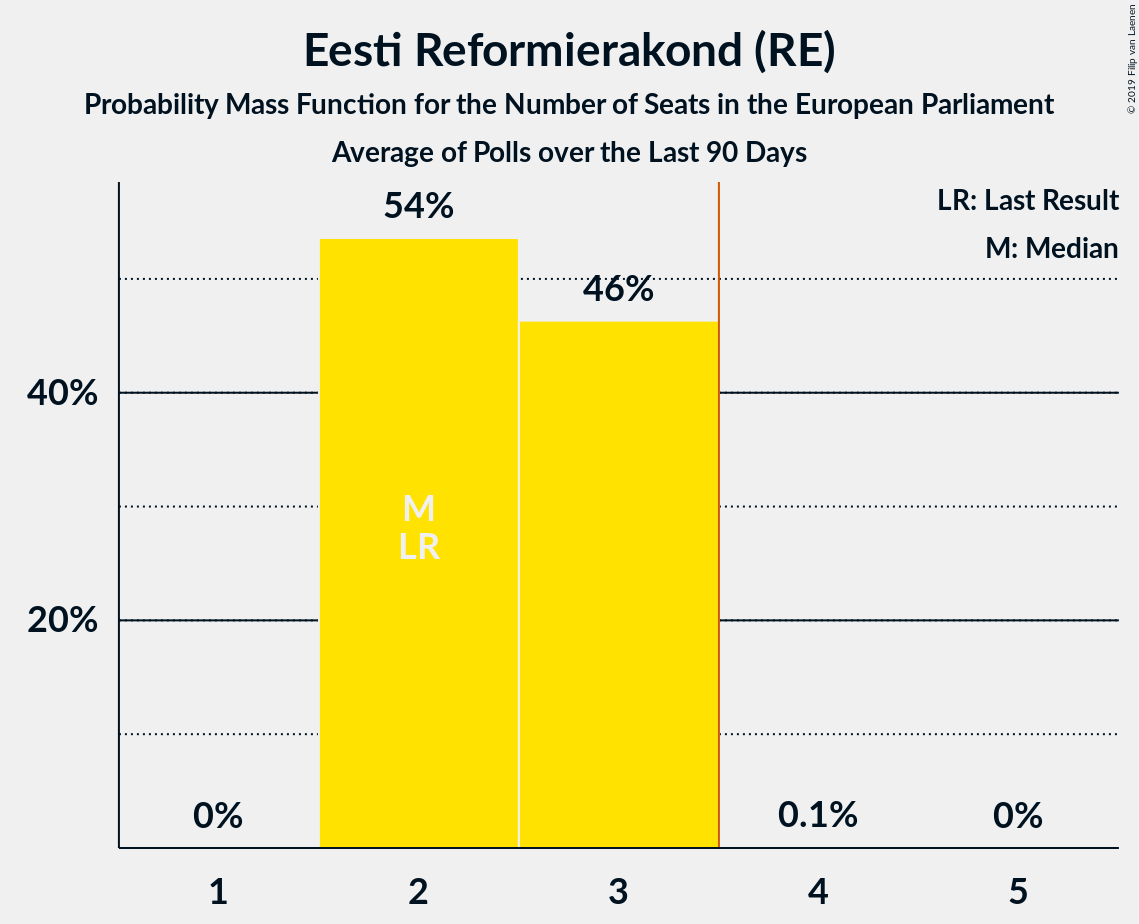 Eesti Reformierakond (RE)
Probability Mass Function for the Number of Seats in the European Parliament
Average of Polls over the Last 90 Days
© 2019 Filip van Laenen
LR: Last Result
M: Median
54%
46%
40%
M
LR
20%
0%
0.1%
0%
1
2
3
4
5